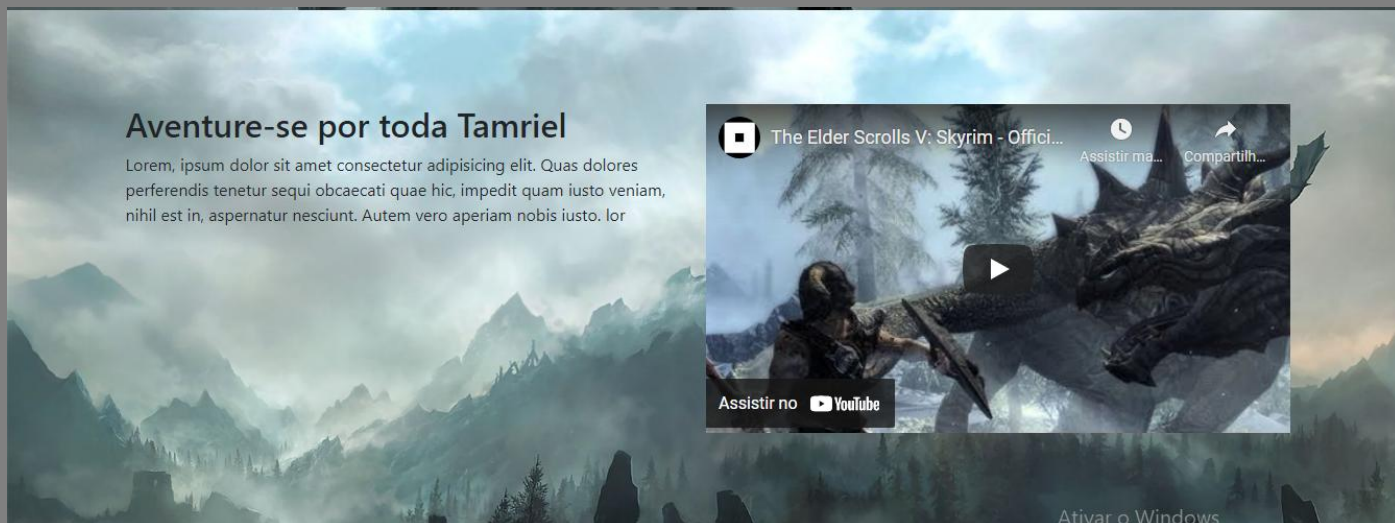 Aventure-se por toda Tamriel
Lorem, ipsum dolor sit amet consectetur adipisicing elit. Quas dolores
perferendis tenetur sequi obcaecati quae hic, impedit quam iusto veniam,
nihil est in, aspernatur nesciunt. Autem vero aperiam nobis iusto. lor
The Elder Scrolls V: Skyrim - Offici...
Assistir ma...
Compartilh...
Assistir no YouTube
Ativar o Windows